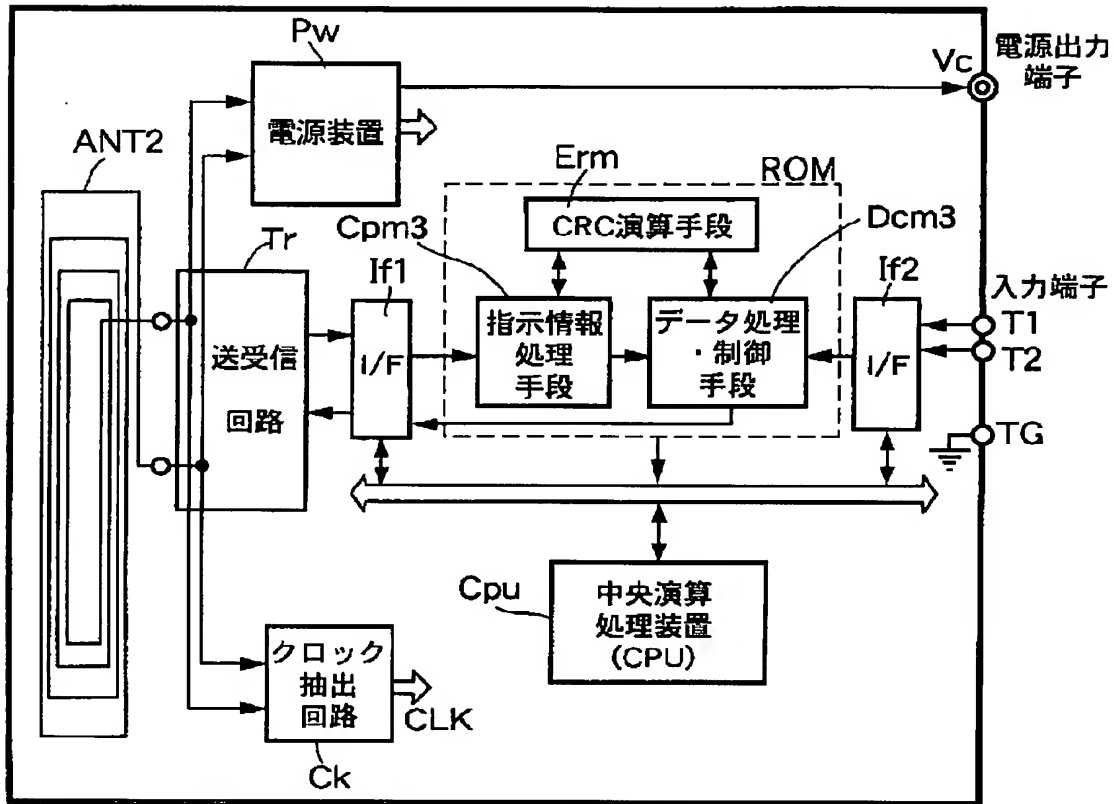 Pw
電源装置
Vc
電源出力
端子
ANT2
Tr
送受信
回路
ROM
Erm
CRC演算手段
Cpm3
Dcm3
If1
I/F
指示情報
処理
手段
データ処理
・制御
手段
If2
I/F
入力端子
T1
T2
TG
Cpu
中央演算
処理装置
(CPU)
クロック
抽出
回路
CLK
Ck